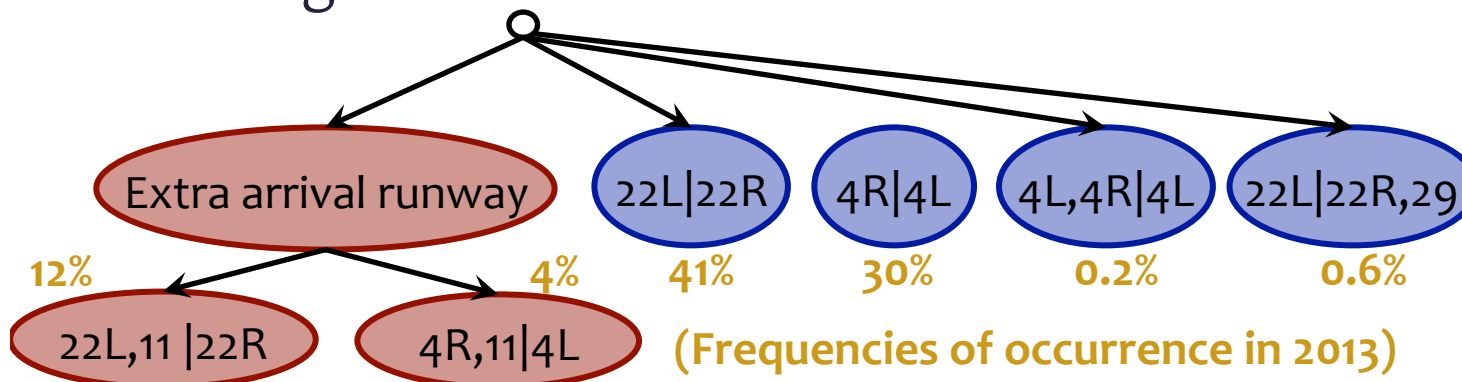 Extra arrival runway
22L|22R
4R|4L
4L,4R|4L
22L|22R,29
12%
4%
41%
30%
0.2%
0.6%
22L,11 |22R
4R,11|4L
(Frequencies of occurrence in 2013)